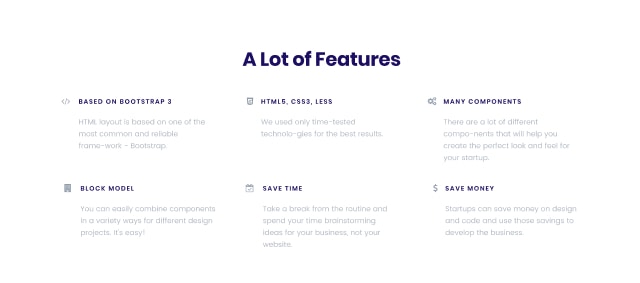 A Lot of Features
BASED ON BOOTSTRAP 3
HTML layout is based on one of the
most common and reliable
frame-work - Bootstrap.
HTML5, CSS3, LESS
We used only time-tested
technolo-gies for the best results.
MANY COMPONENTS
There are a lot of different
compo-nents that will help you
create the perfect look and feel for
your startup.
BLOCK MODEL
You can easily combine components
in a variety ways for different design
projects. It's easy!
SAVE TIME
Take a break from the routine and
spend your time brainstorming
ideas for your business, not your
website.
SAVE MONEY
Startups can save money on design
and code and use those savings to
develop the business.